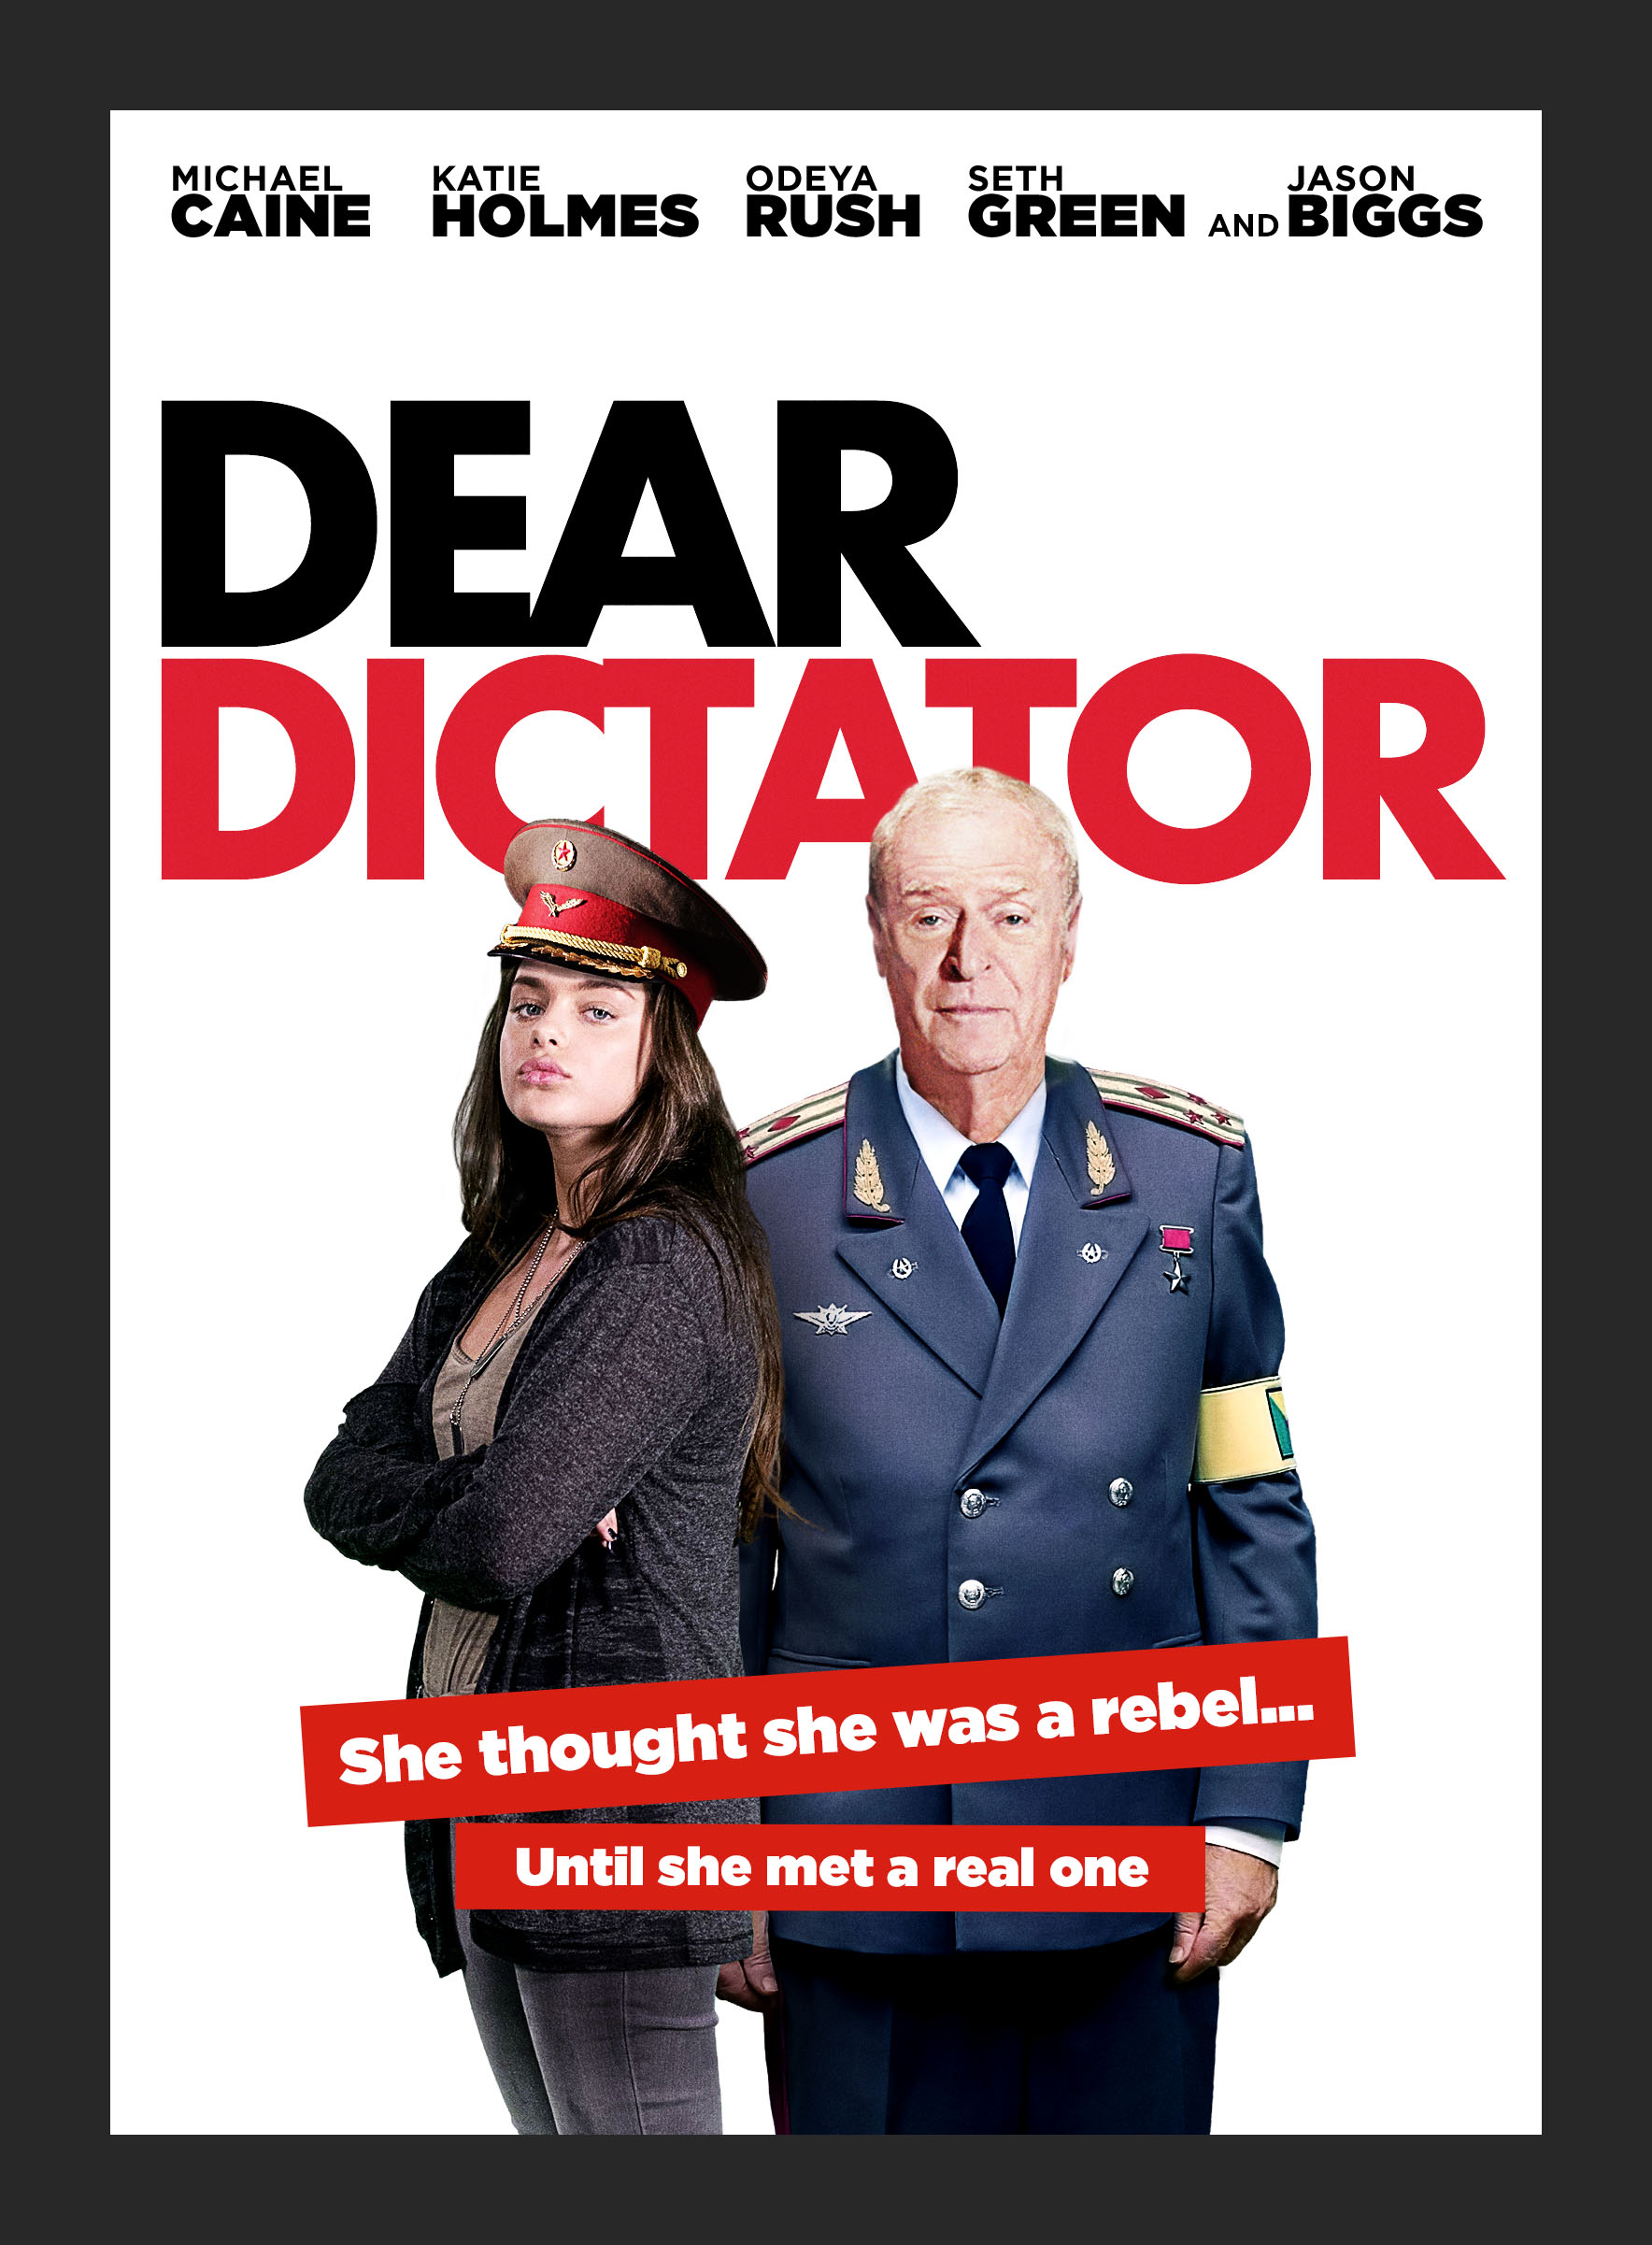 MICHAEL CAINE KATIE HOLMES ODEYA RUSH SETH GREEN AND JASON BIGGS
DEAR
DICTATOR
She thought she was a rebel...
Until she met a real one